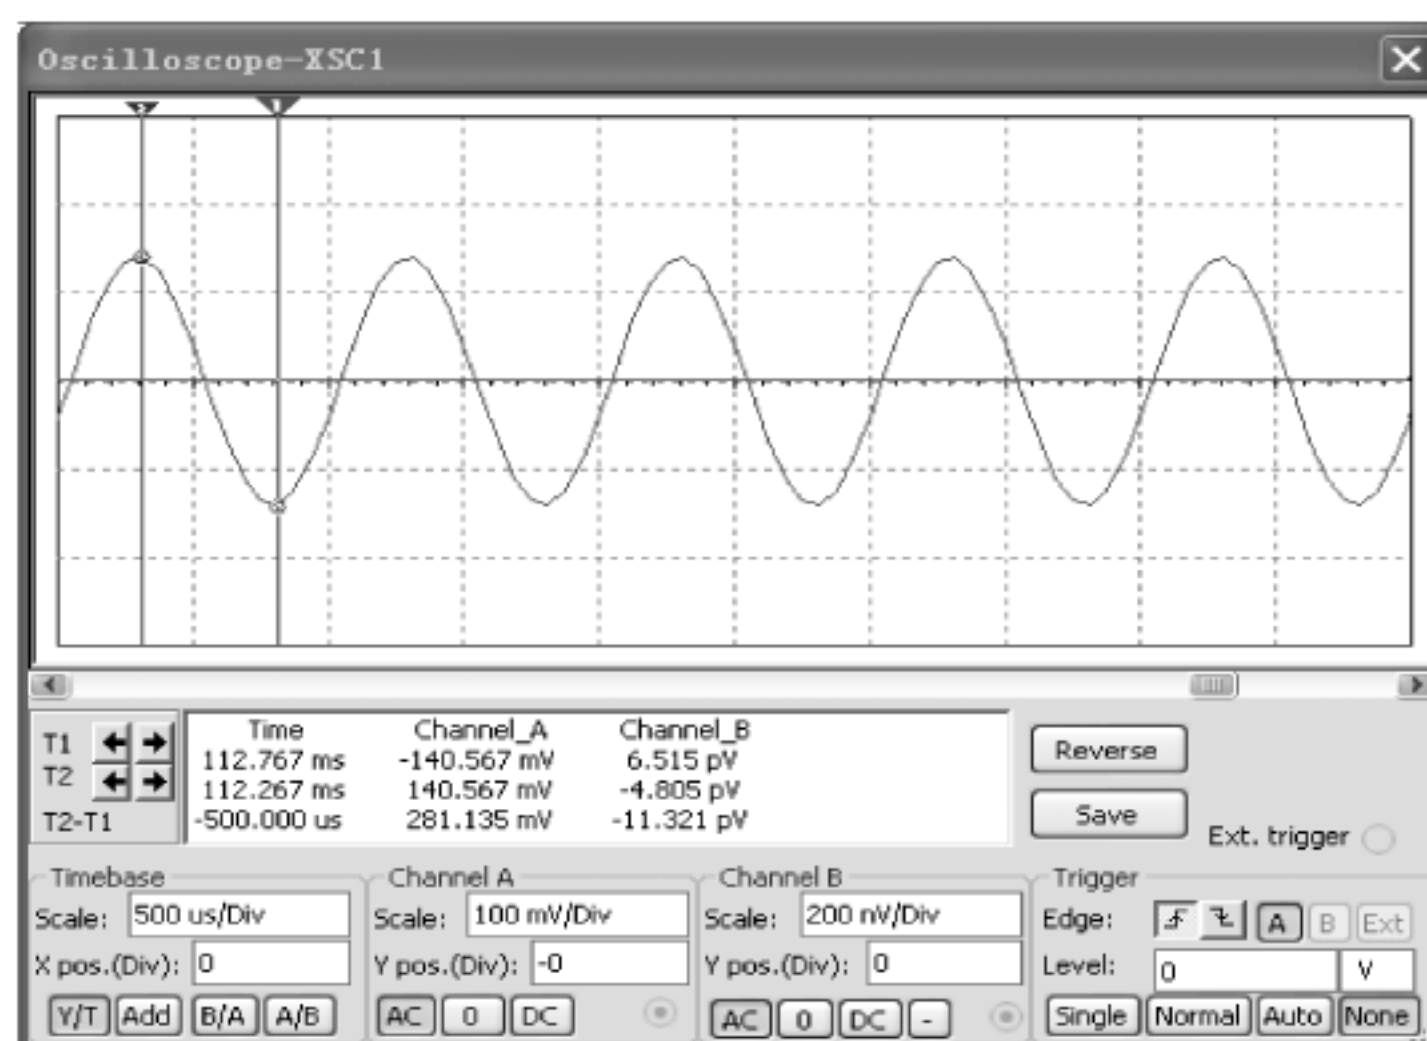 Oscilloscope-XSC1
2 1
Time Channel_A Channel_B
T1 112.767 ms -140.567 mV 6.515 pV
T2 112.267 ms 140.567 mV -4.805 pV
T2-T1 -500.000 us 281.135 mV -11.321 pV
Reverse
Save
Ext. trigger
Timebase Channel A Channel B Trigger
Scale: 500 us/Div Scale: 100 mV/Div Scale: 200 nV/Div Edge: A B Ext
X pos.(Div): 0 Y pos.(Div): -0 Y pos.(Div): 0 Level: 0 V
Y/T Add B/A A/B AC 0 DC AC 0 DC - Single Normal Auto None